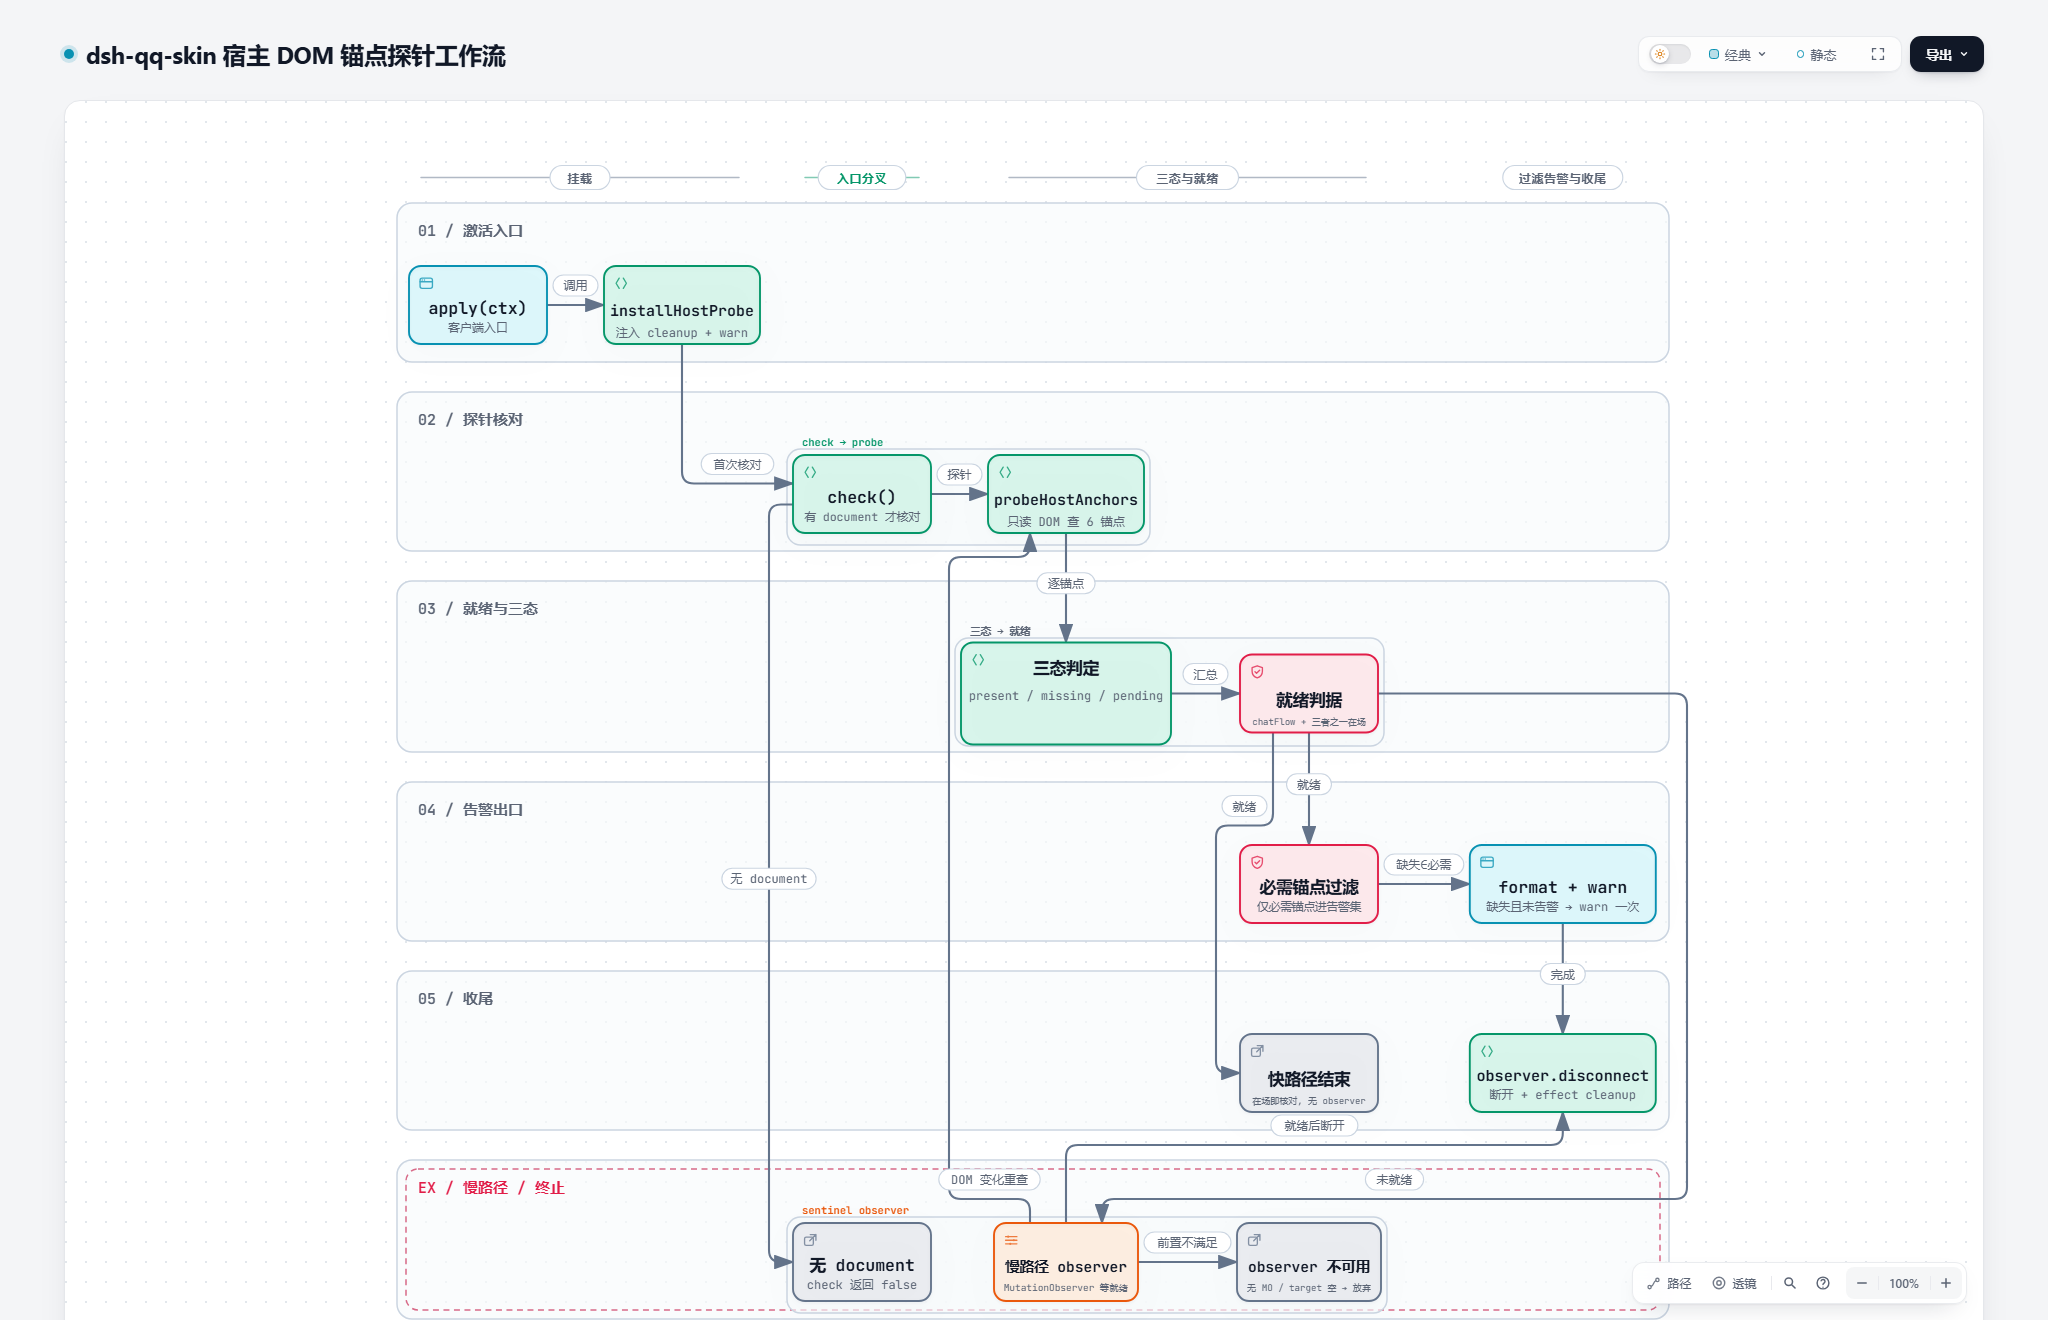 dsh-qq-skin 宿主 DOM 锚点探针工作流
经典
静态
导出
挂载
入口分叉
三态与就绪
过滤告警与收尾
01 / 激活入口
apply(ctx)
客户端入口
调用
installHostProbe
注入 cleanup + warn
02 / 探针核对
首次核对
check → probe
check()
有 document 才核对
探针
probeHostAnchors
只读 DOM 查 6 锚点
逐锚点
03 / 就绪与三态
三态 → 就绪
三态判定
present / missing / pending
汇总
就绪判据
chatFlow + 三者之一在场
就绪
04 / 告警出口
就绪
无 document
必需锚点过滤
仅必需锚点进告警集
缺失∈必需
format + warn
缺失且未告警 → warn 一次
完成
05 / 收尾
快路径结束
在场即核对, 无 observer
observer.disconnect
断开 + effect cleanup
就绪后断开
EX / 慢路径 / 终止
DOM 变化重查
未就绪
sentinel observer
无 document
check 返回 false
慢路径 observer
MutationObserver 等就绪
前置不满足
observer 不可用
无 MO / target 空 → 放弃
路径
透镜
100%